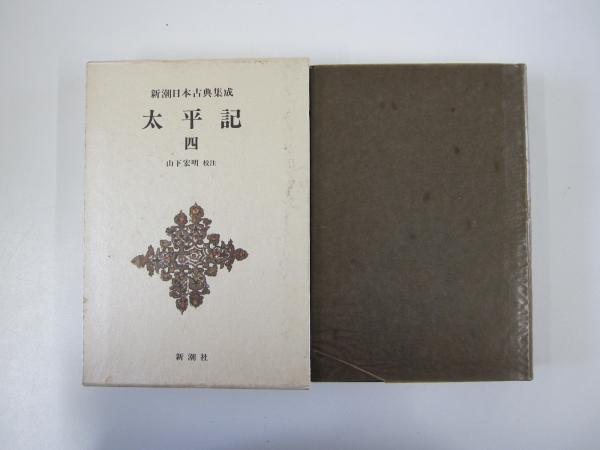 新潮日本古典集成
太平記
四
山下宏明 校注
新潮社